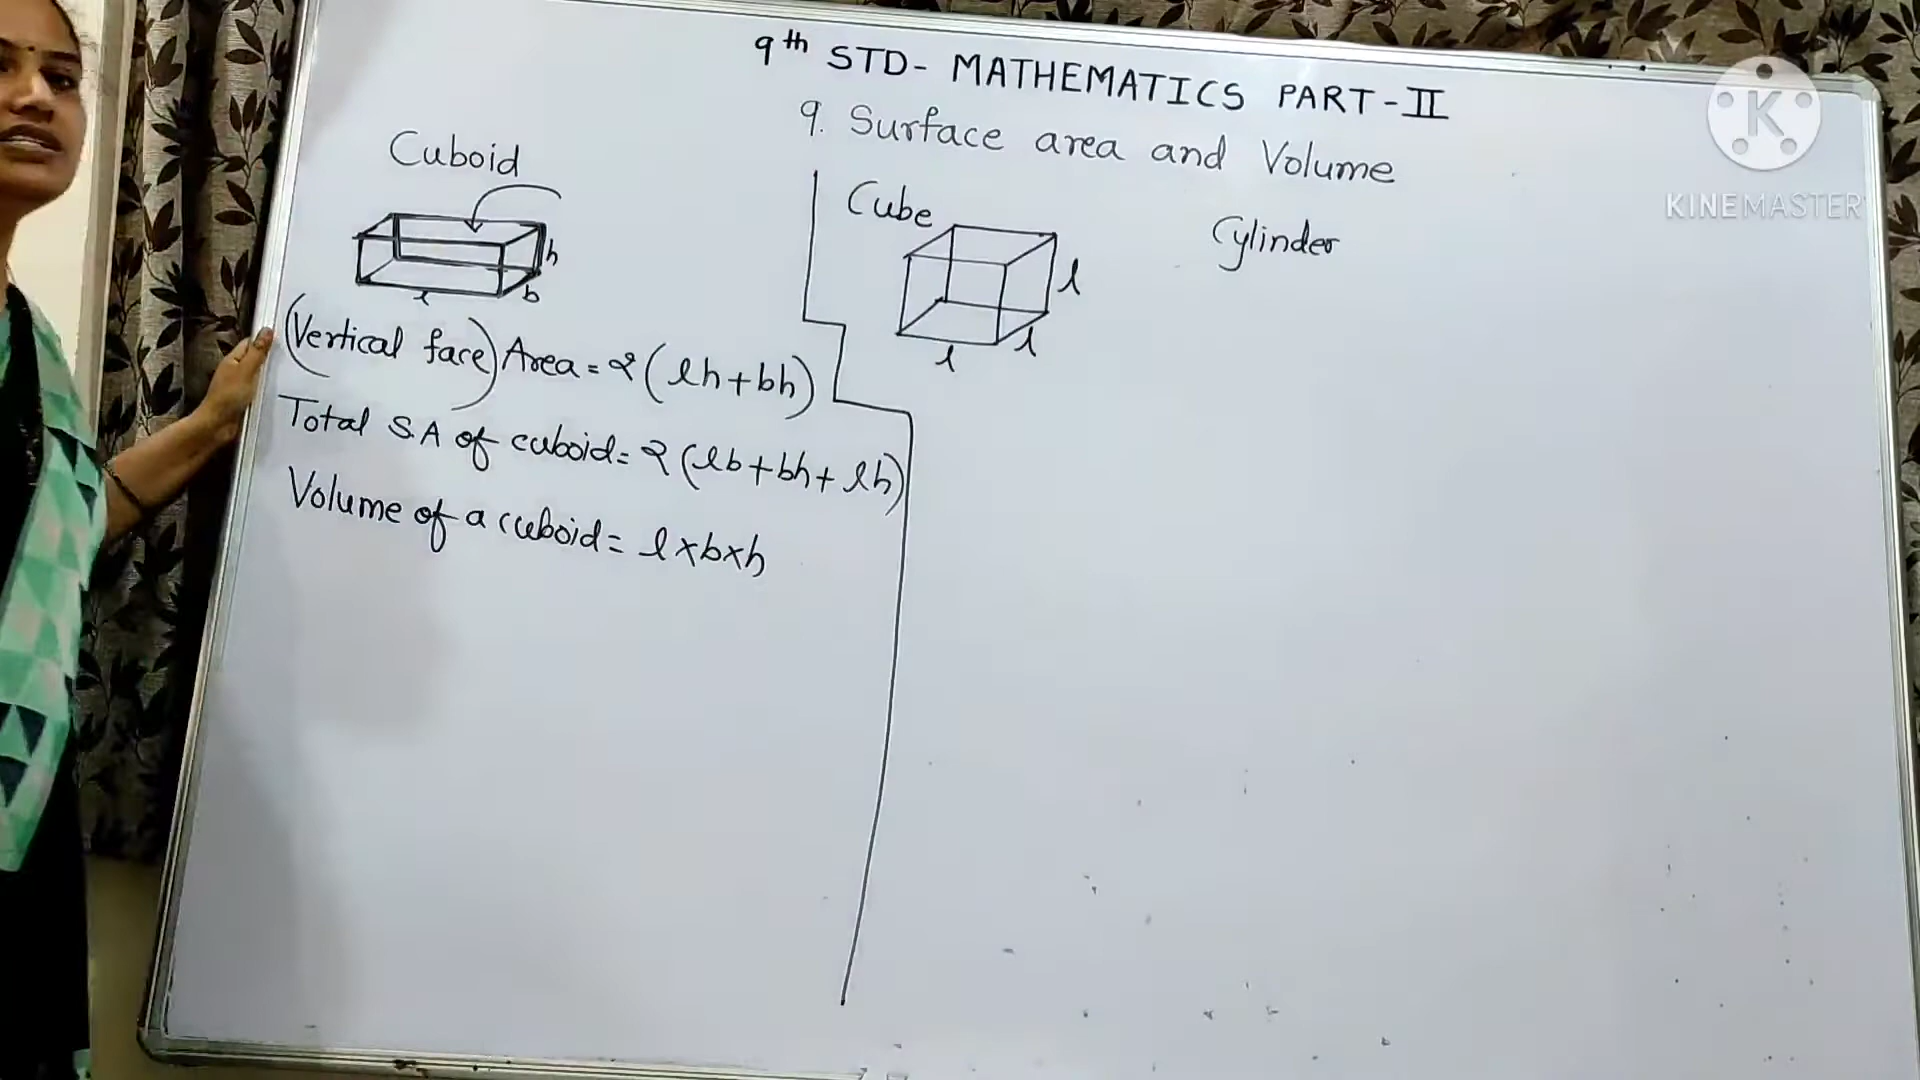 9th STD- MATHEMATICS PART-II
9. Surface area and Volume
Cuboid
h
l
b
(Vertical face) Area = 2 (lh+bh)
Total S.A of cuboid = 2 (lb+bh+lh)
Volume of a cuboid = l×b×h
Cube
l
l
l
Cylinder
K
KINEMASTER